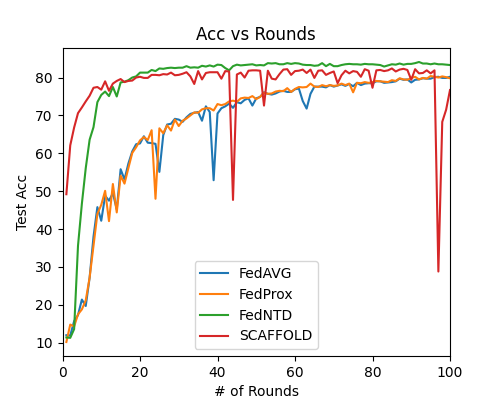 Acc vs Rounds
Test Acc
80
70
60
50
40
30
20
10
0
20
40
60
80
100
# of Rounds
FedAVG
FedProx
FedNTD
SCAFFOLD